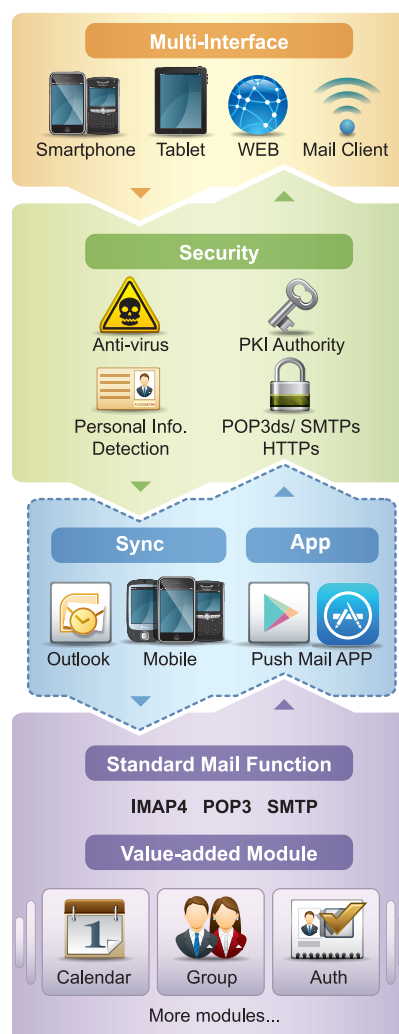 Multi-Interface
Smartphone Tablet WEB Mail Client
Security
Anti-virus PKI Authority
Personal Info. POP3ds/ SMTPs
Detection HTTPs
Sync App
Outlook Mobile Push Mail APP
Standard Mail Function
IMAP4 POP3 SMTP
Value-added Module
1
Calendar Group Auth
More modules...